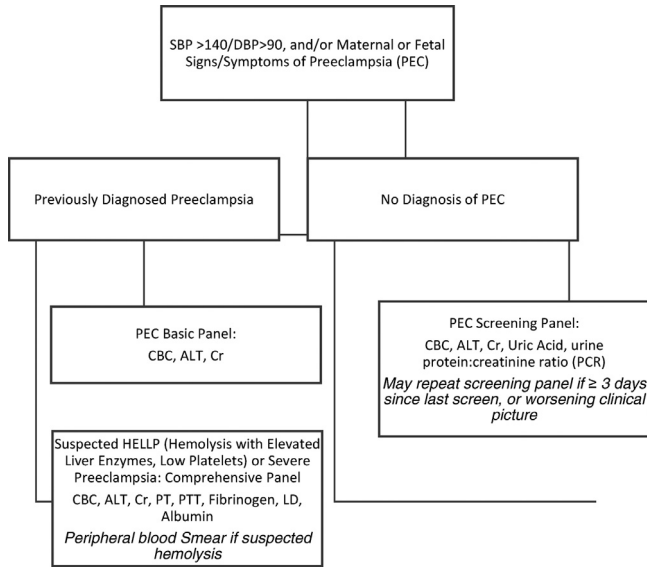 SBP >140/DBP>90, and/or Maternal or Fetal
Signs/Symptoms of Preeclampsia (PEC)
Previously Diagnosed Preeclampsia
No Diagnosis of PEC
PEC Basic Panel:
CBC, ALT, Cr
PEC Screening Panel:
CBC, ALT, Cr, Uric Acid, urine
protein:creatinine ratio (PCR)
May repeat screening panel if ≥ 3 days
since last screen, or worsening clinical
picture
Suspected HELLP (Hemolysis with Elevated
Liver Enzymes, Low Platelets) or Severe
Preeclampsia: Comprehensive Panel
CBC, ALT, Cr, PT, PTT, Fibrinogen, LD,
Albumin
Peripheral blood Smear if suspected
hemolysis